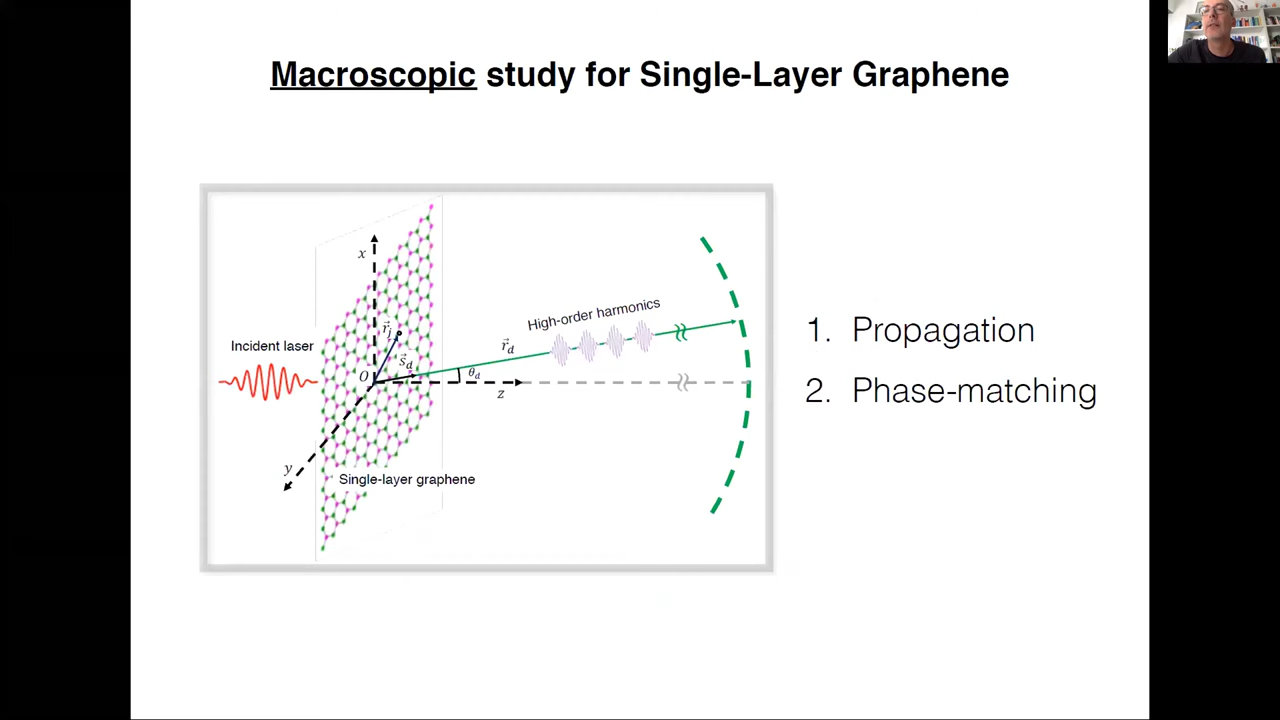 Macroscopic study for Single-Layer Graphene
x
High-order harmonics
r⃗j
r⃗d
Incident laser
s⃗d
O
θd
z
y
Single-layer graphene
1. Propagation
2. Phase-matching